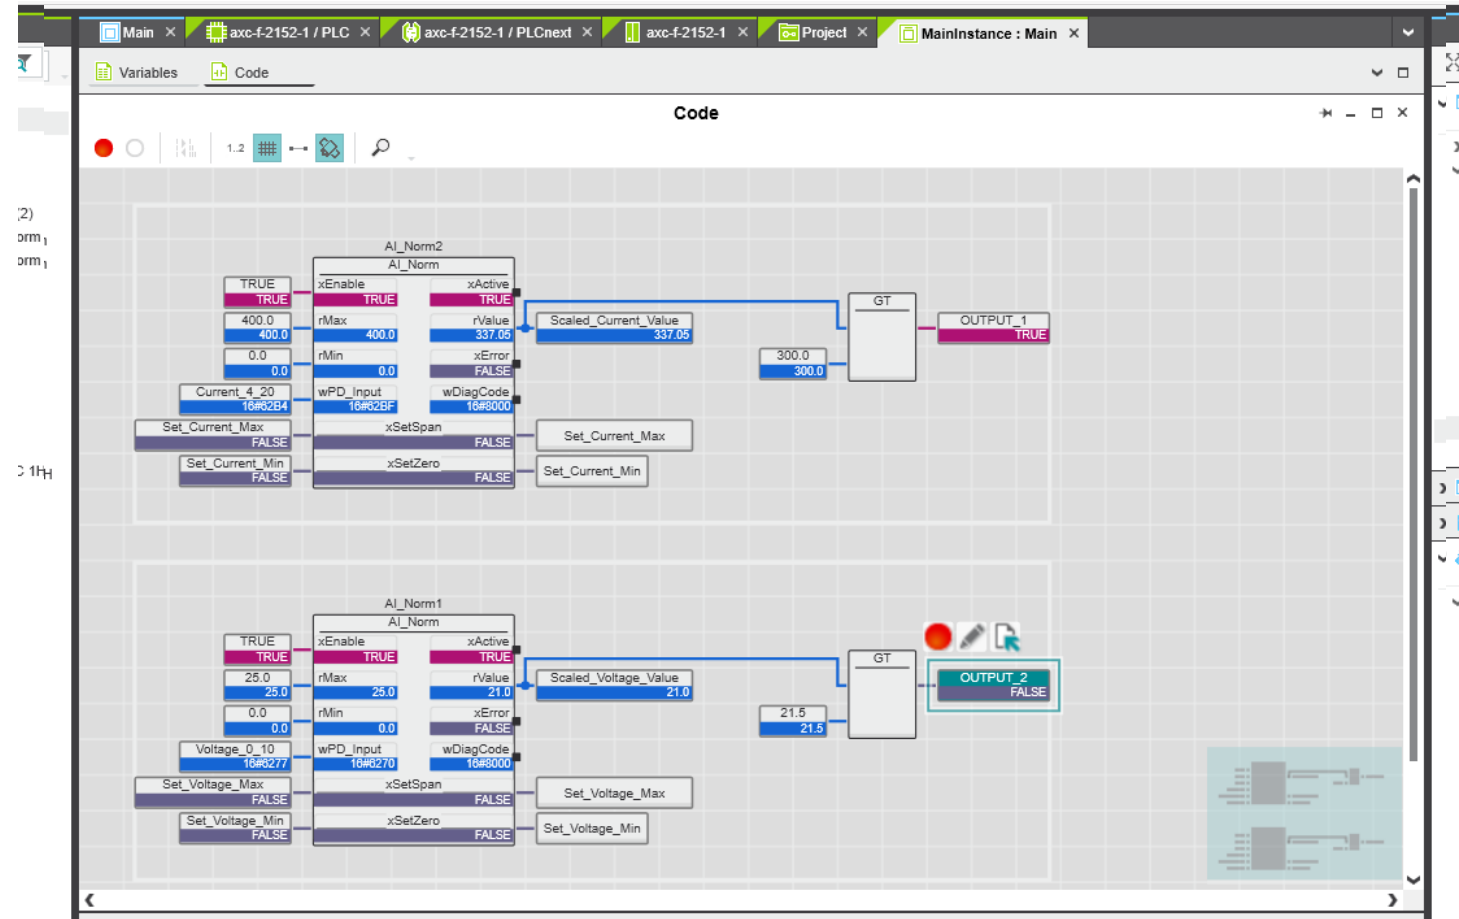 Main
axc-f-2152-1 / PLC
axc-f-2152-1 / PLCnext
axc-f-2152-1
Project
MainInstance : Main
Variables
Code
Code
1..2
(2)
orm
orm
C 1H
AI_Norm2
AI_Norm
TRUE
TRUE
xEnable
TRUE
xActive
TRUE
400.0
400.0
rMax
400.0
rValue
337.05
Scaled_Current_Value
337.05
GT
OUTPUT_1
TRUE
0.0
0.0
rMin
0.0
xError
FALSE
300.0
300.0
Current_4_20
16#62B4
wPD_Input
16#62BF
wDiagCode
16#8000
Set_Current_Max
FALSE
xSetSpan
FALSE
Set_Current_Max
Set_Current_Min
FALSE
xSetZero
FALSE
Set_Current_Min
AI_Norm1
AI_Norm
TRUE
TRUE
xEnable
TRUE
xActive
TRUE
25.0
25.0
rMax
25.0
rValue
21.0
Scaled_Voltage_Value
21.0
GT
OUTPUT_2
FALSE
0.0
0.0
rMin
0.0
xError
FALSE
21.5
21.5
Voltage_0_10
16#6277
wPD_Input
16#6270
wDiagCode
16#8000
Set_Voltage_Max
FALSE
xSetSpan
FALSE
Set_Voltage_Max
Set_Voltage_Min
FALSE
xSetZero
FALSE
Set_Voltage_Min